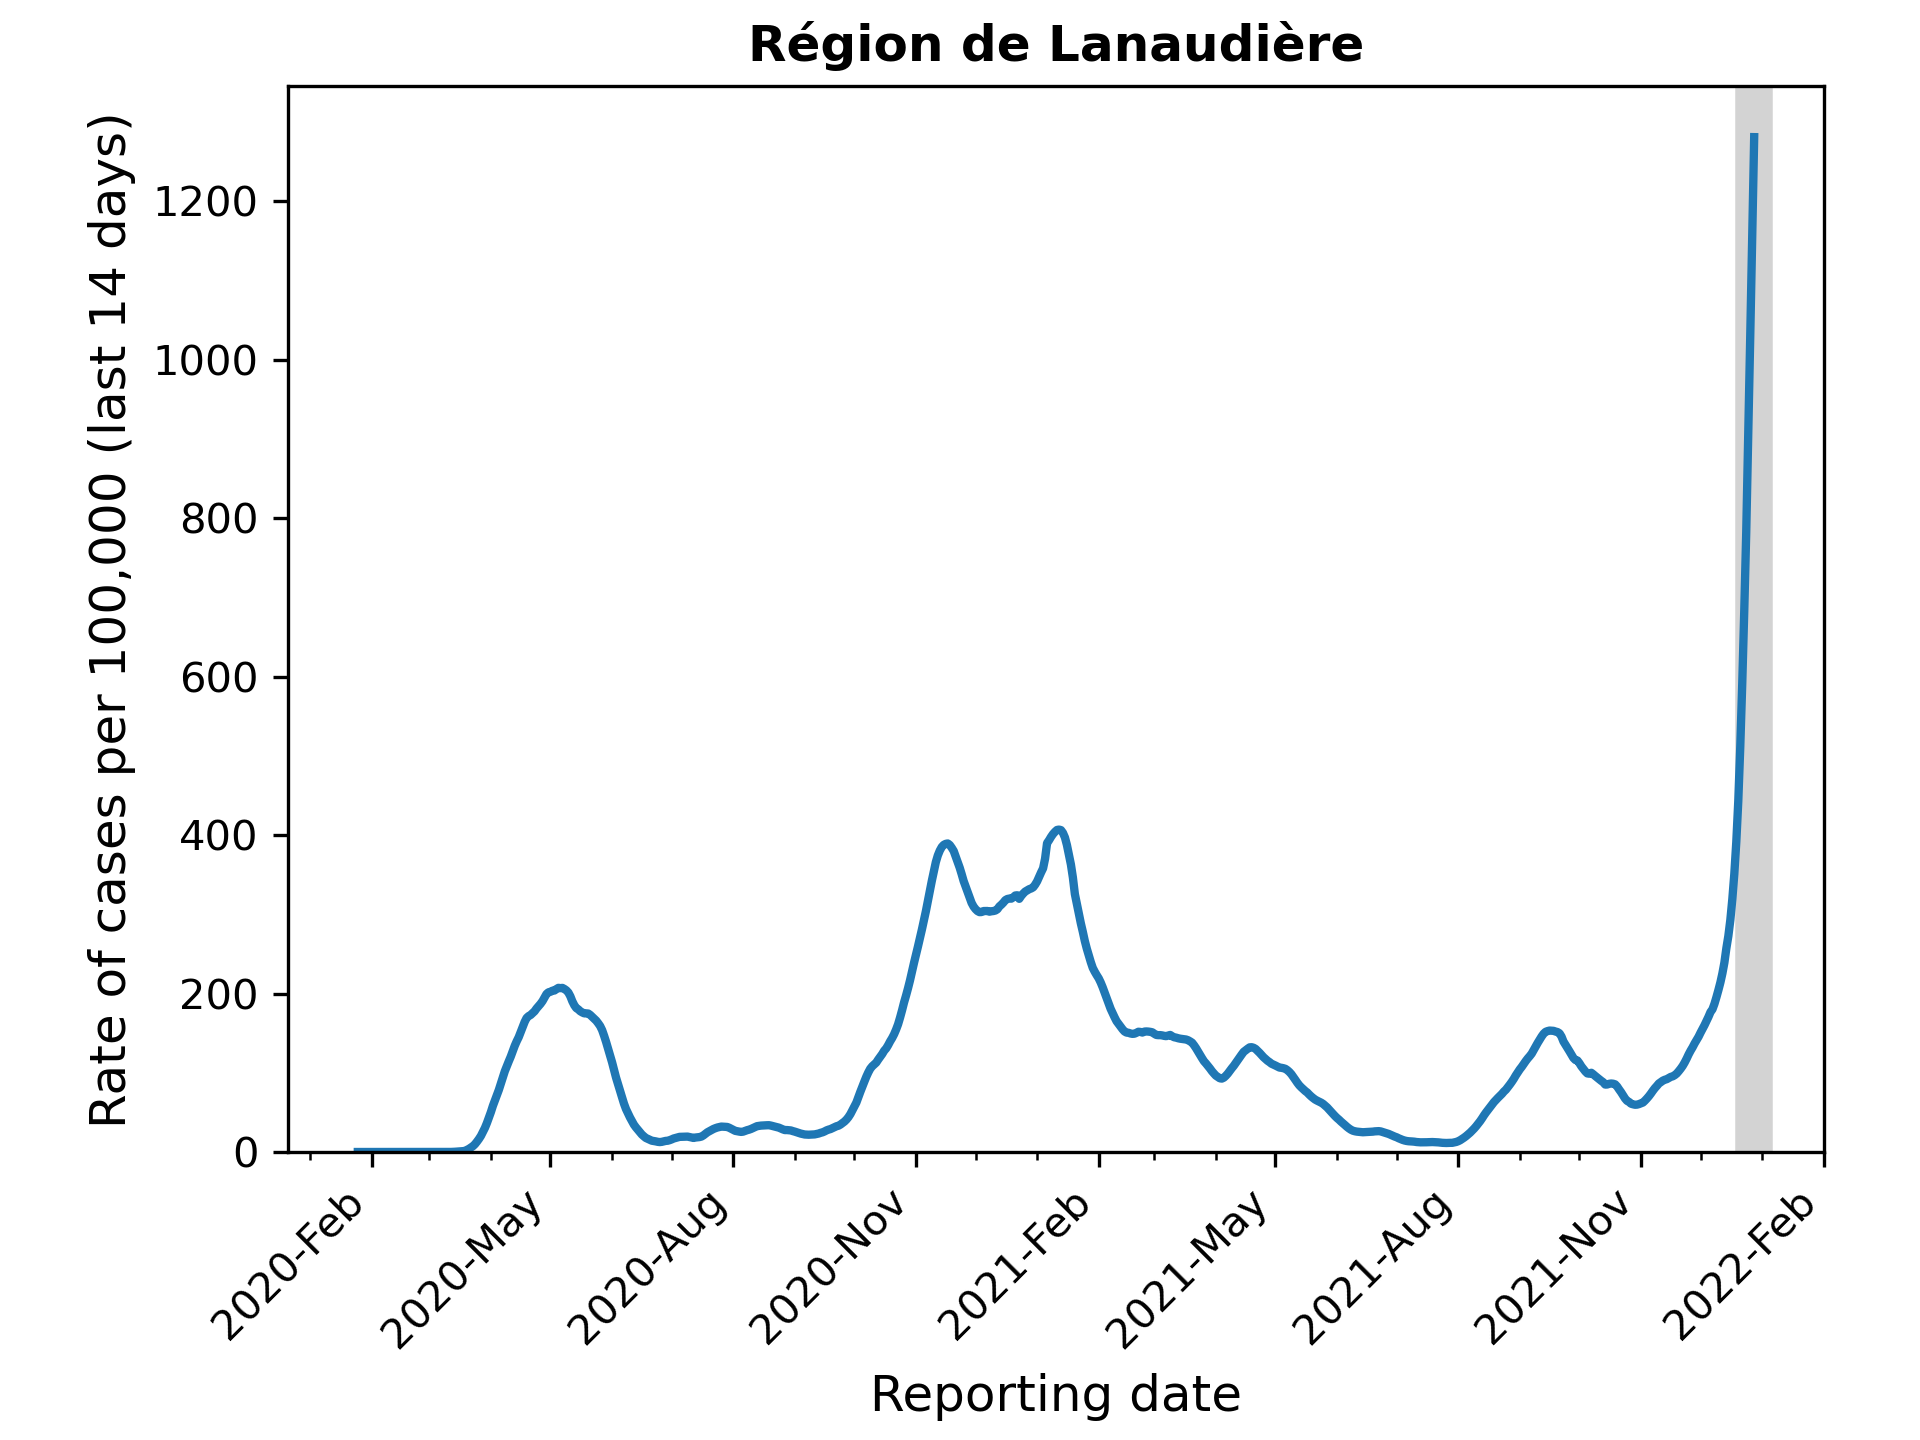 Région de Lanaudière
Rate of cases per 100,000 (last 14 days)
1200
1000
800
600
400
200
0
2020-Feb
2020-May
2020-Aug
2020-Nov
2021-Feb
2021-May
2021-Aug
2021-Nov
2022-Feb
Reporting date